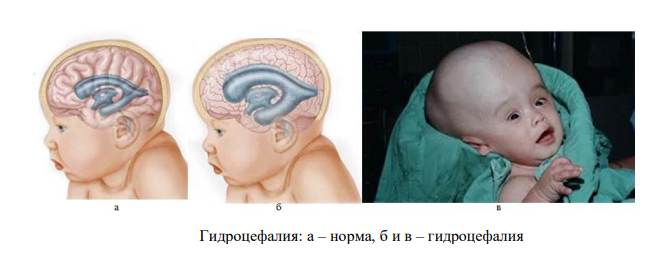 а б в
Гидроцефалия: а – норма, б и в – гидроцефалия